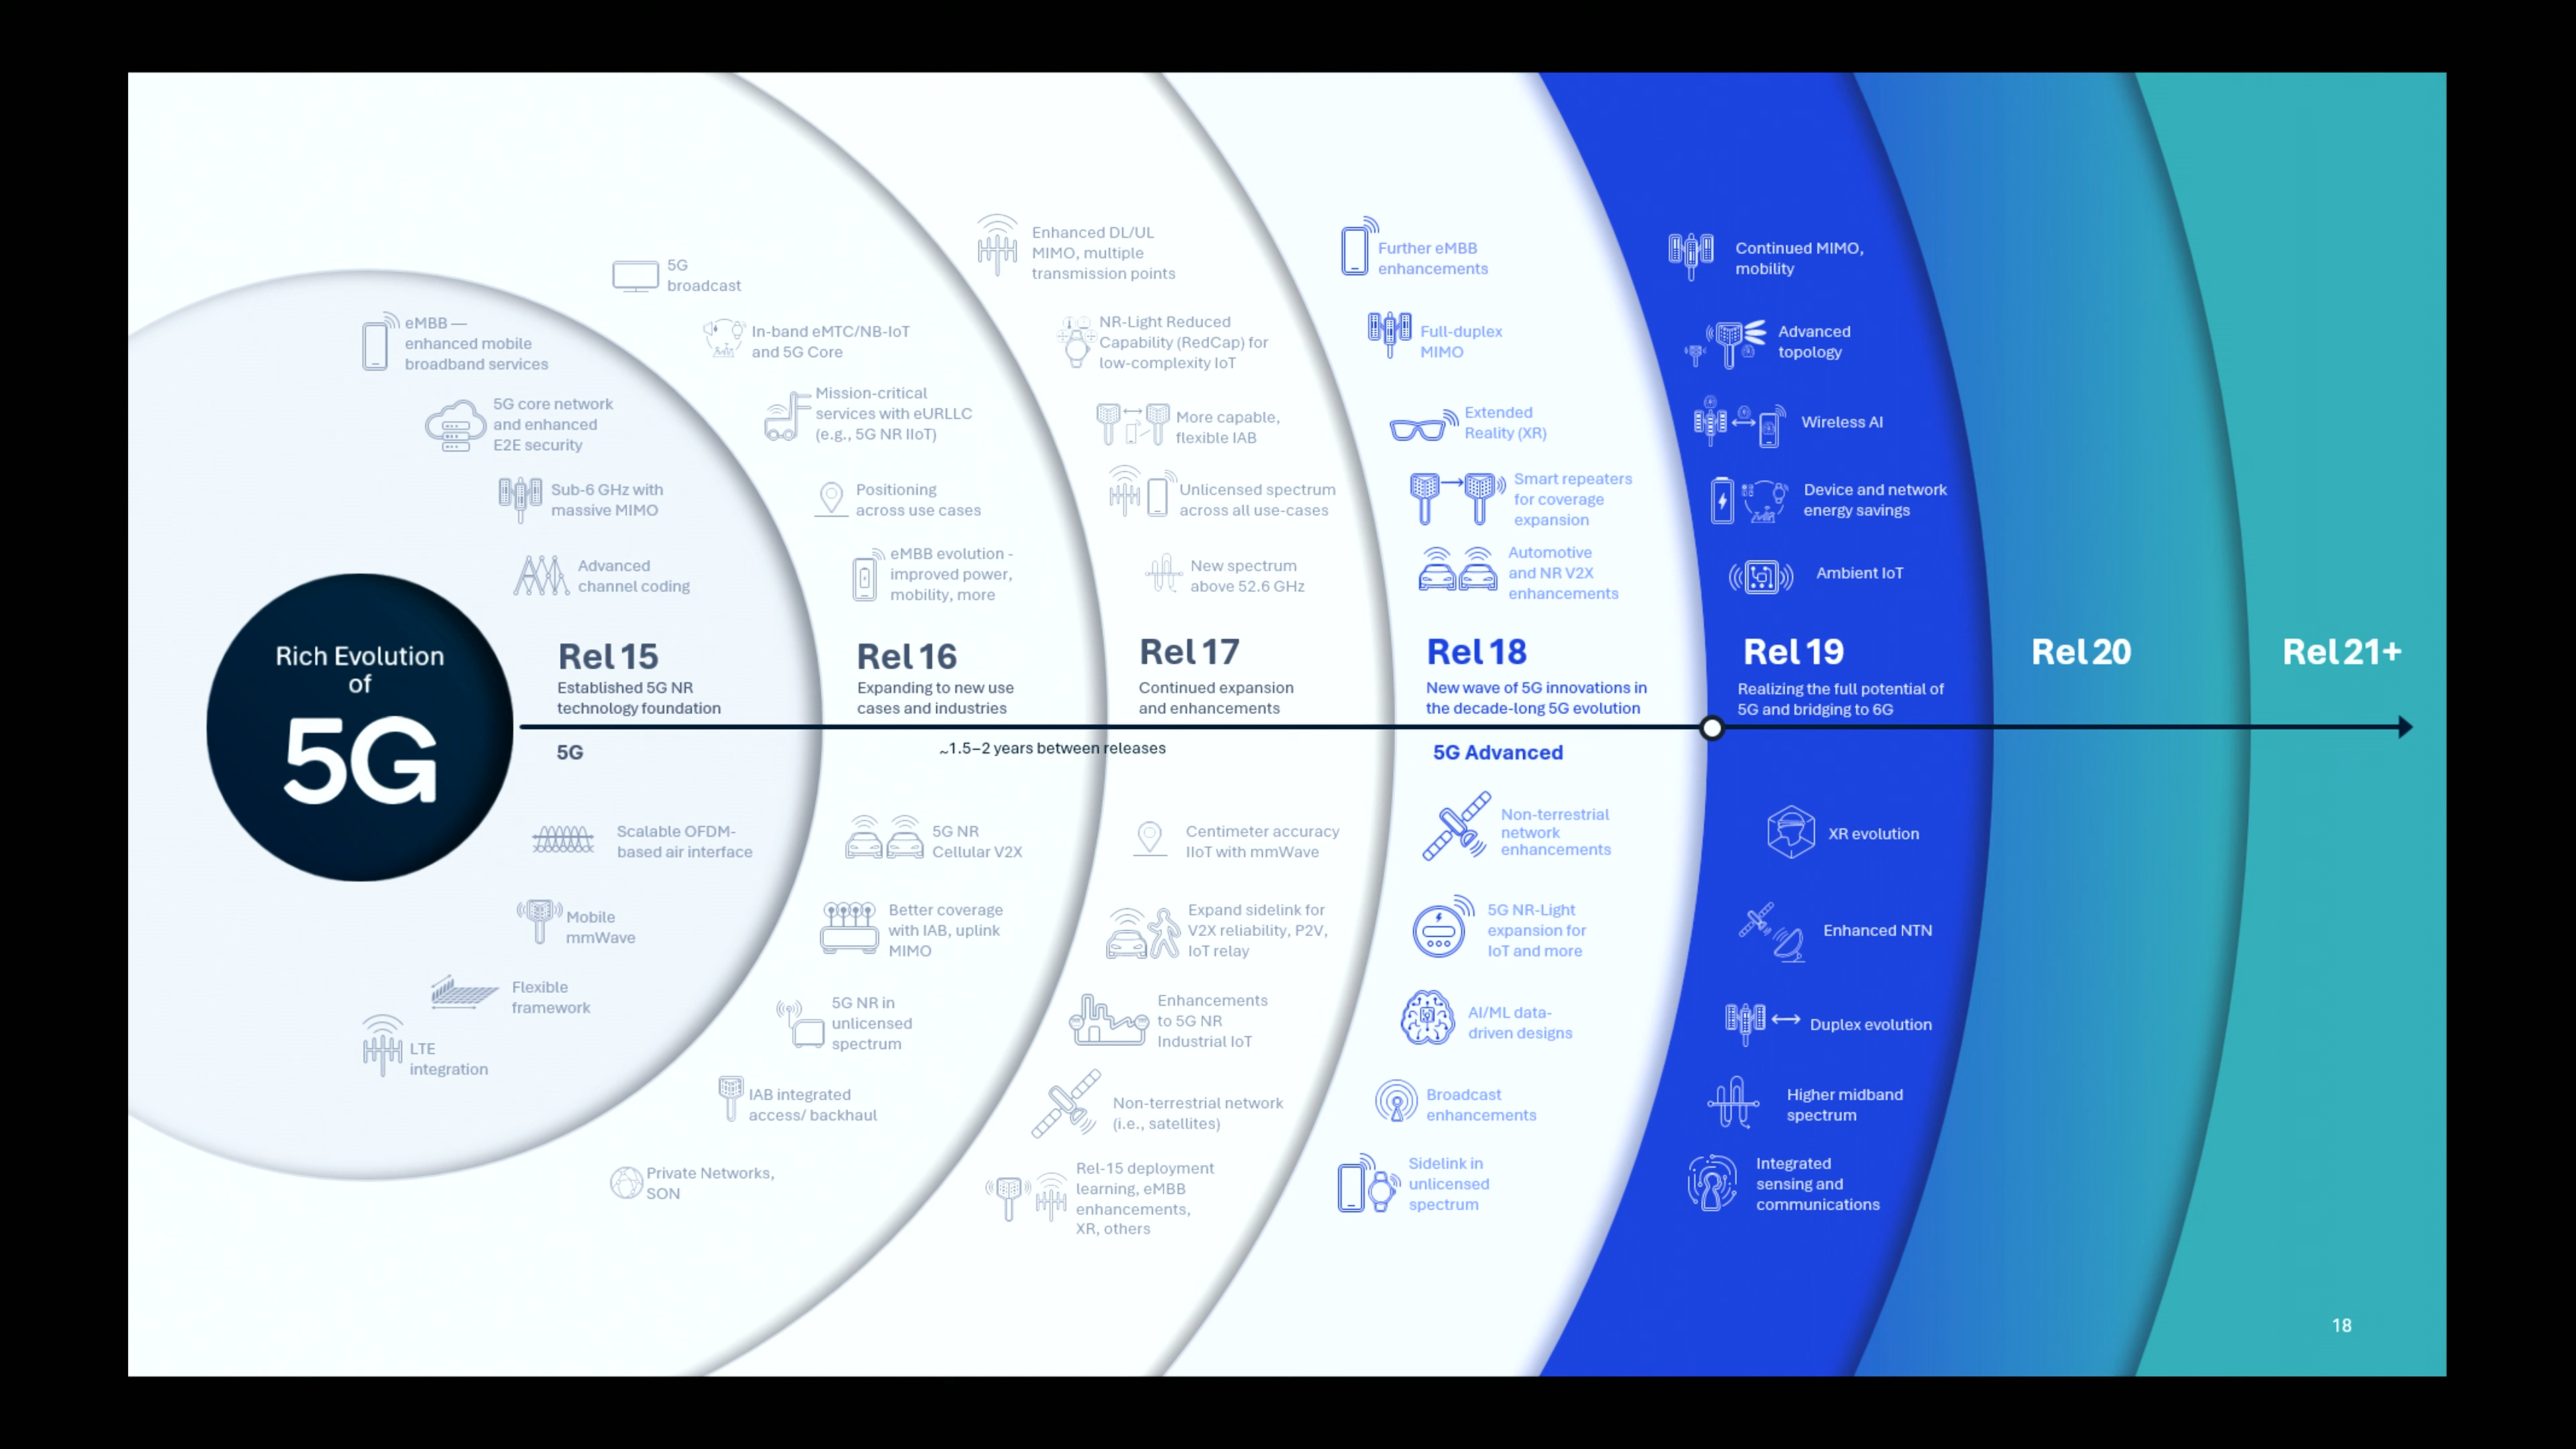 Rich Evolution
of
5G
eMBB —
enhanced mobile
broadband services
5G core network
and enhanced
E2E security
Sub-6 GHz with
massive MIMO
Advanced
channel coding
Rel 15
Established 5G NR
technology foundation
5G
Scalable OFDM-
based air interface
Mobile
mmWave
Flexible
framework
LTE
integration
5G
broadcast
In-band eMTC/NB-IoT
and 5G Core
Mission-critical
services with eURLLC
(e.g., 5G NR IIoT)
Positioning
across use cases
eMBB evolution -
improved power,
mobility, more
Rel 16
Expanding to new use
cases and industries
~1.5–2 years between releases
5G NR
Cellular V2X
Better coverage
with IAB, uplink
MIMO
5G NR in
unlicensed
spectrum
IAB integrated
access/ backhaul
Private Networks,
SON
Enhanced DL/UL
MIMO, multiple
transmission points
NR-Light Reduced
Capability (RedCap) for
low-complexity IoT
More capable,
flexible IAB
Unlicensed spectrum
across all use-cases
New spectrum
above 52.6 GHz
Rel 17
Continued expansion
and enhancements
Centimeter accuracy
IIoT with mmWave
Expand sidelink for
V2X reliability, P2V,
IoT relay
Enhancements
to 5G NR
Industrial IoT
Non-terrestrial network
(i.e., satellites)
Rel-15 deployment
learning, eMBB
enhancements,
XR, others
Further eMBB
enhancements
Full-duplex
MIMO
Extended
Reality (XR)
Smart repeaters
for coverage
expansion
Automotive
and NR V2X
enhancements
Rel 18
New wave of 5G innovations in
the decade-long 5G evolution
5G Advanced
Non-terrestrial
network
enhancements
5G NR-Light
expansion for
IoT and more
AI/ML data-
driven designs
Broadcast
enhancements
Sidelink in
unlicensed
spectrum
Continued MIMO,
mobility
Advanced
topology
Wireless AI
Device and network
energy savings
Ambient IoT
Rel 19
Realizing the full potential of
5G and bridging to 6G
XR evolution
Enhanced NTN
Duplex evolution
Higher midband
spectrum
Integrated
sensing and
communications
Rel 20
Rel 21+
18